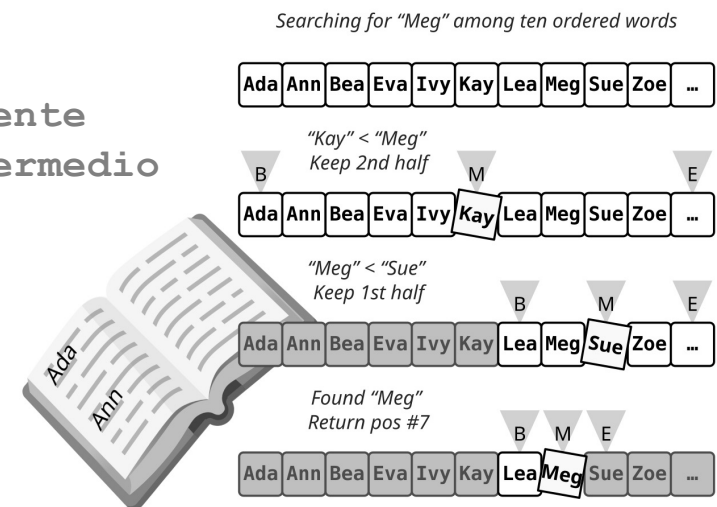 Searching for “Meg” among ten ordered words
Ada Ann Bea Eva Ivy Kay Lea Meg Sue Zoe …
ente
ermedio
“Kay” < “Meg”
Keep 2nd half
B M E
Ada Ann Bea Eva Ivy Kay Lea Meg Sue Zoe …
“Meg” < “Sue”
Keep 1st half
B M E
Ada Ann Bea Eva Ivy Kay Lea Meg Sue Zoe …
Found “Meg”
Return pos #7
B M E
Ada Ann Bea Eva Ivy Kay Lea Meg Sue Zoe …
Ada
Ann